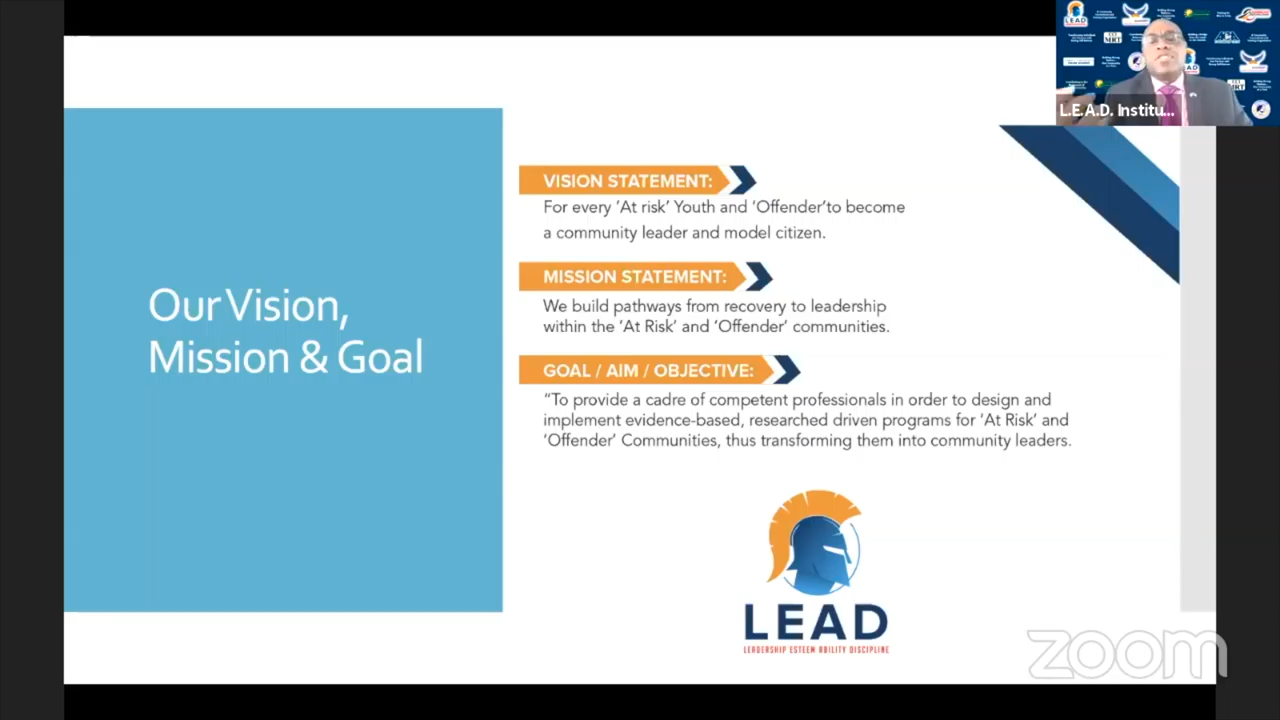 LEAD
L.E.A.D. Institu...
Our Vision,
Mission & Goal
VISION STATEMENT:
For every 'At risk' Youth and 'Offender'to become
a community leader and model citizen.
MISSION STATEMENT:
We build pathways from recovery to leadership
within the 'At Risk' and 'Offender' communities.
GOAL / AIM / OBJECTIVE:
“To provide a cadre of competent professionals in order to design and
implement evidence-based, researched driven programs for 'At Risk' and
'Offender' Communities, thus transforming them into community leaders.
LEAD
LEADERSHIP ESTEEM ABILITY DISCIPLINE
zoom